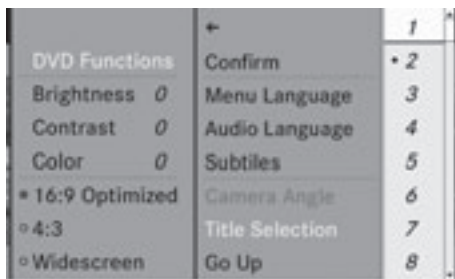 DVD Functions
Brightness 0
Contrast 0
Color 0
16:9 Optimized
4:3
Widescreen
←
Confirm
Menu Language
Audio Language
Subtiles
Camera Angle
Title Selection
Go Up
1
• 2
3
4
5
6
7
8